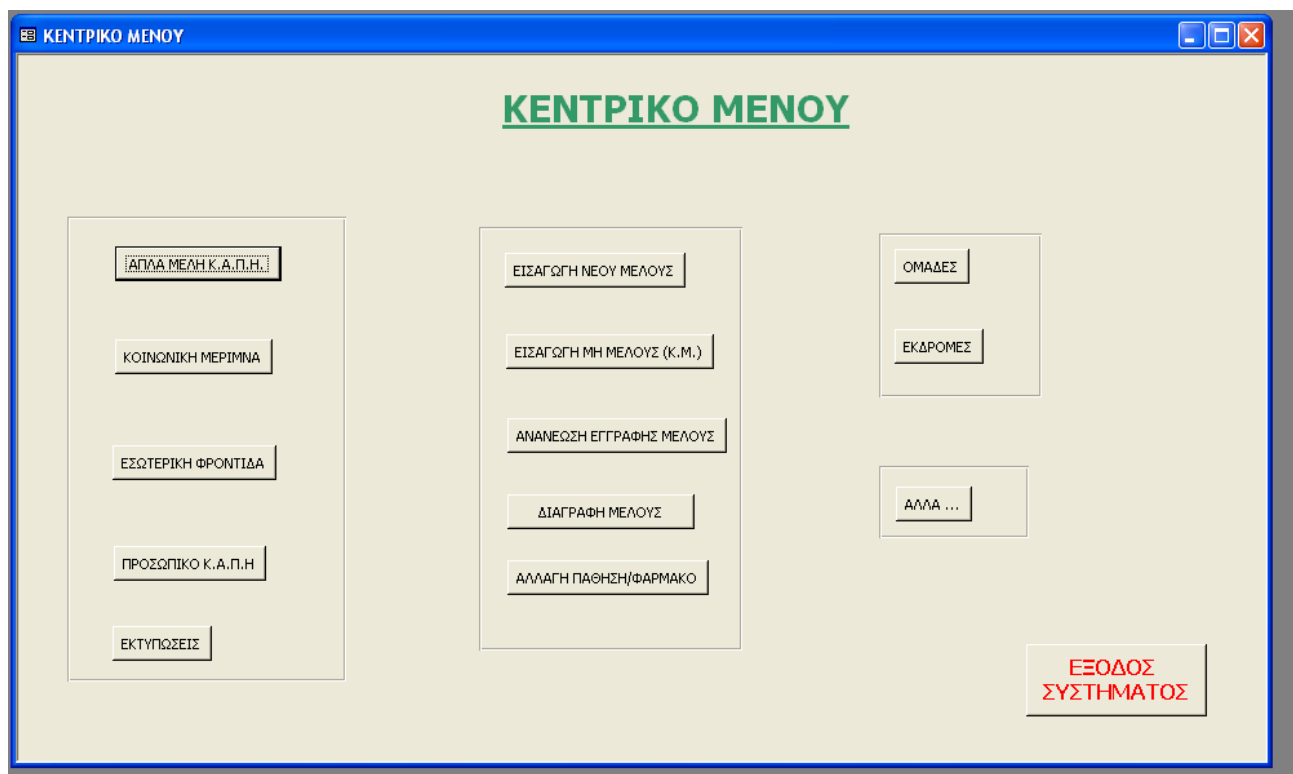 ΚΕΝΤΡΙΚΟ ΜΕΝΟΥ
ΚΕΝΤΡΙΚΟ ΜΕΝΟΥ
ΑΠΛΑ ΜΕΛΗ Κ.Α.Π.Η.
ΚΟΙΝΩΝΙΚΗ ΜΕΡΙΜΝΑ
ΕΣΩΤΕΡΙΚΗ ΦΡΟΝΤΙΔΑ
ΠΡΟΣΩΠΙΚΟ Κ.Α.Π.Η
ΕΚΤΥΠΩΣΕΙΣ
ΕΙΣΑΓΩΓΗ ΝΕΟΥ ΜΕΛΟΥΣ
ΕΙΣΑΓΩΓΗ ΜΗ ΜΕΛΟΥΣ (Κ.Μ.)
ΑΝΑΝΕΩΣΗ ΕΓΓΡΑΦΗΣ ΜΕΛΟΥΣ
ΔΙΑΓΡΑΦΗ ΜΕΛΟΥΣ
ΑΛΛΑΓΗ ΠΑΘΗΣΗ/ΦΑΡΜΑΚΟ
ΟΜΑΔΕΣ
ΕΚΔΡΟΜΕΣ
ΑΛΛΑ ...
ΕΞΟΔΟΣ
ΣΥΣΤΗΜΑΤΟΣ